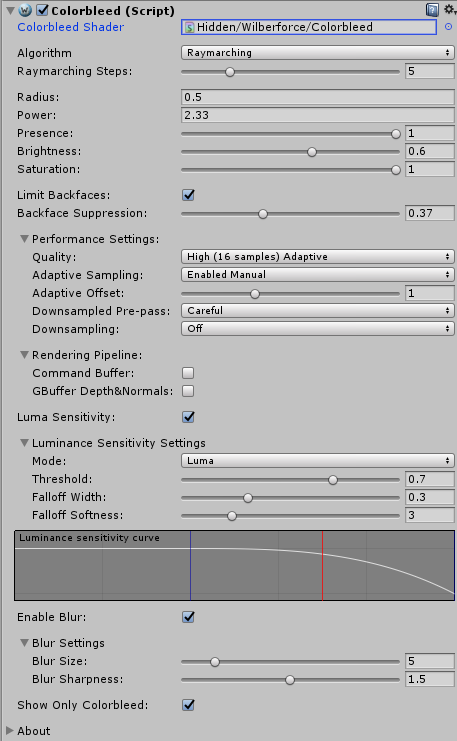 Colorbleed (Script)
Colorbleed Shader Hidden/Wilberforce/Colorbleed
Algorithm Raymarching
Raymarching Steps: 5
Radius: 0.5
Power: 2.33
Presence: 1
Brightness: 0.6
Saturation: 1
Limit Backfaces:
Backface Suppression: 0.37
Performance Settings:
Quality: High (16 samples) Adaptive
Adaptive Sampling: Enabled Manual
Adaptive Offset: 1
Downsampled Pre-pass: Careful
Downsampling: Off
Rendering Pipeline:
Command Buffer:
GBuffer Depth&Normals:
Luma Sensitivity:
Luminance Sensitivity Settings
Mode: Luma
Threshold: 0.7
Falloff Width: 0.3
Falloff Softness: 3
Luminance sensitivity curve
Enable Blur:
Blur Settings
Blur Size: 5
Blur Sharpness: 1.5
Show Only Colorbleed:
About